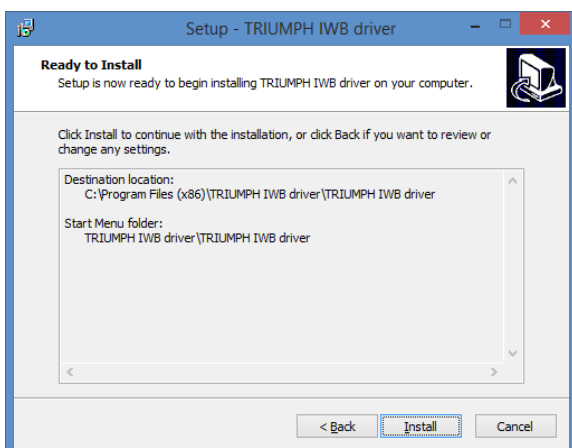 Setup - TRIUMPH IWB driver
Ready to Install
Setup is now ready to begin installing TRIUMPH IWB driver on your computer.
Click Install to continue with the installation, or click Back if you want to review or
change any settings.
Destination location:
C:\Program Files (x86)\TRIUMPH IWB driver\TRIUMPH IWB driver
Start Menu folder:
TRIUMPH IWB driver\TRIUMPH IWB driver
< Back
Install
Cancel